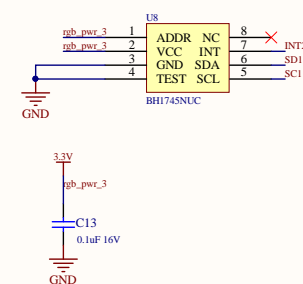 U8
rgb_pwr_3 1 ADDR NC 8
rgb_pwr_3 2 VCC INT 7 INT2
3 GND SDA 6 SD1
4 TEST SCL 5 SC1
BH1745NUC
GND
3.3V
rgb_pwr_3
C13
0.1uF 16V
GND